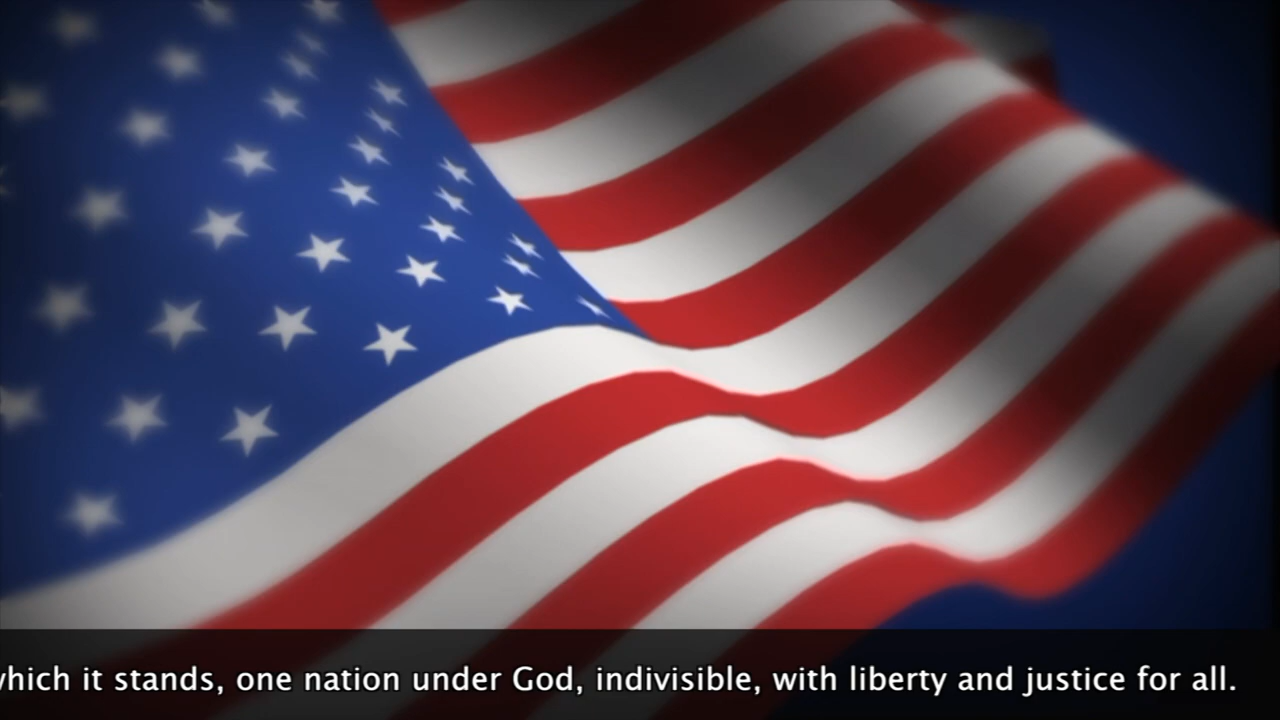 which it stands, one nation under God, indivisible, with liberty and justice for all.